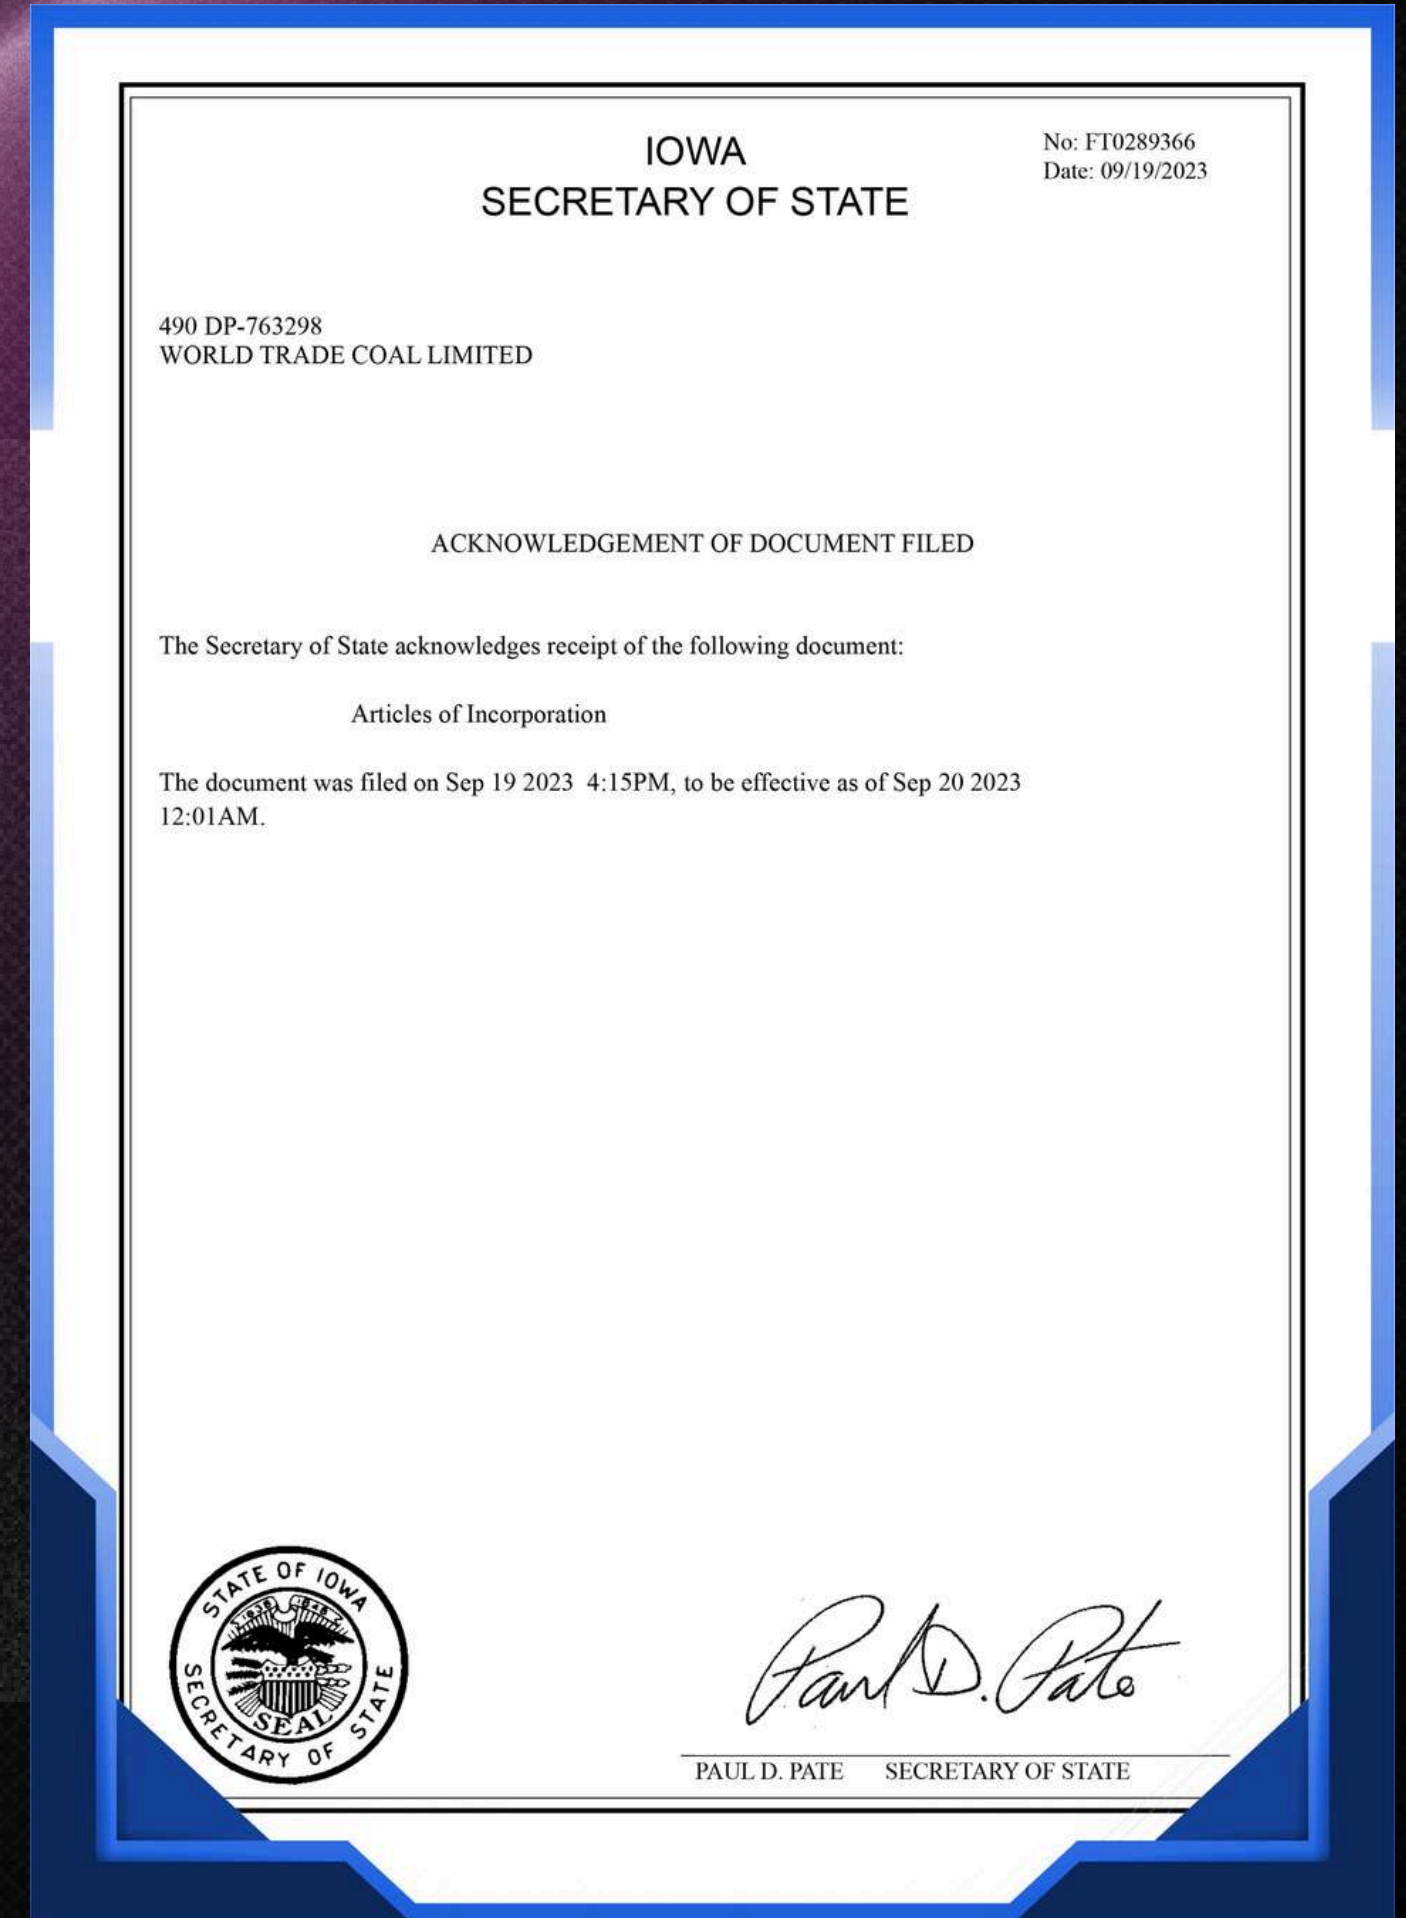 IOWA
SECRETARY OF STATE
No: FT0289366
Date: 09/19/2023
490 DP-763298
WORLD TRADE COAL LIMITED
ACKNOWLEDGEMENT OF DOCUMENT FILED
The Secretary of State acknowledges receipt of the following document:
Articles of Incorporation
The document was filed on Sep 19 2023  4:15PM, to be effective as of Sep 20 2023
12:01AM.
STATE OF IOWA
1838 1846
SEAL
SECRETARY OF STATE
Paul D. Pate
PAUL D. PATE SECRETARY OF STATE